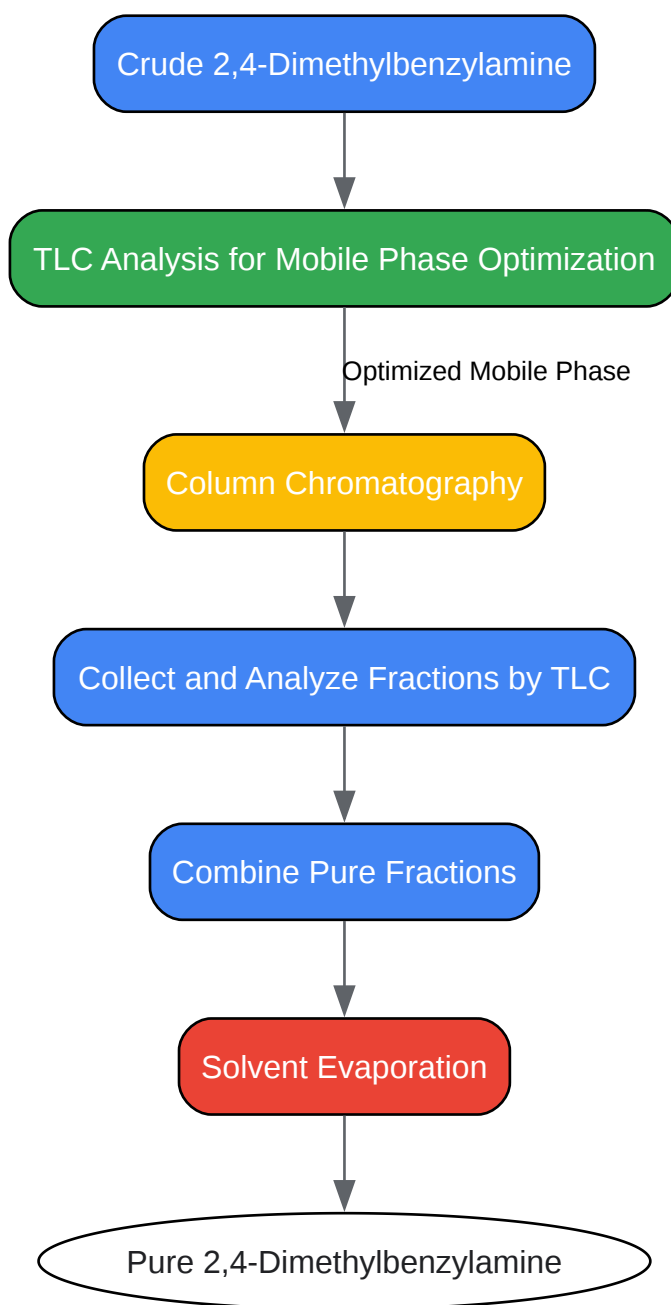 Crude 2,4-Dimethylbenzylamine
TLC Analysis for Mobile Phase Optimization
Optimized Mobile Phase
Column Chromatography
Collect and Analyze Fractions by TLC
Combine Pure Fractions
Solvent Evaporation
Pure 2,4-Dimethylbenzylamine